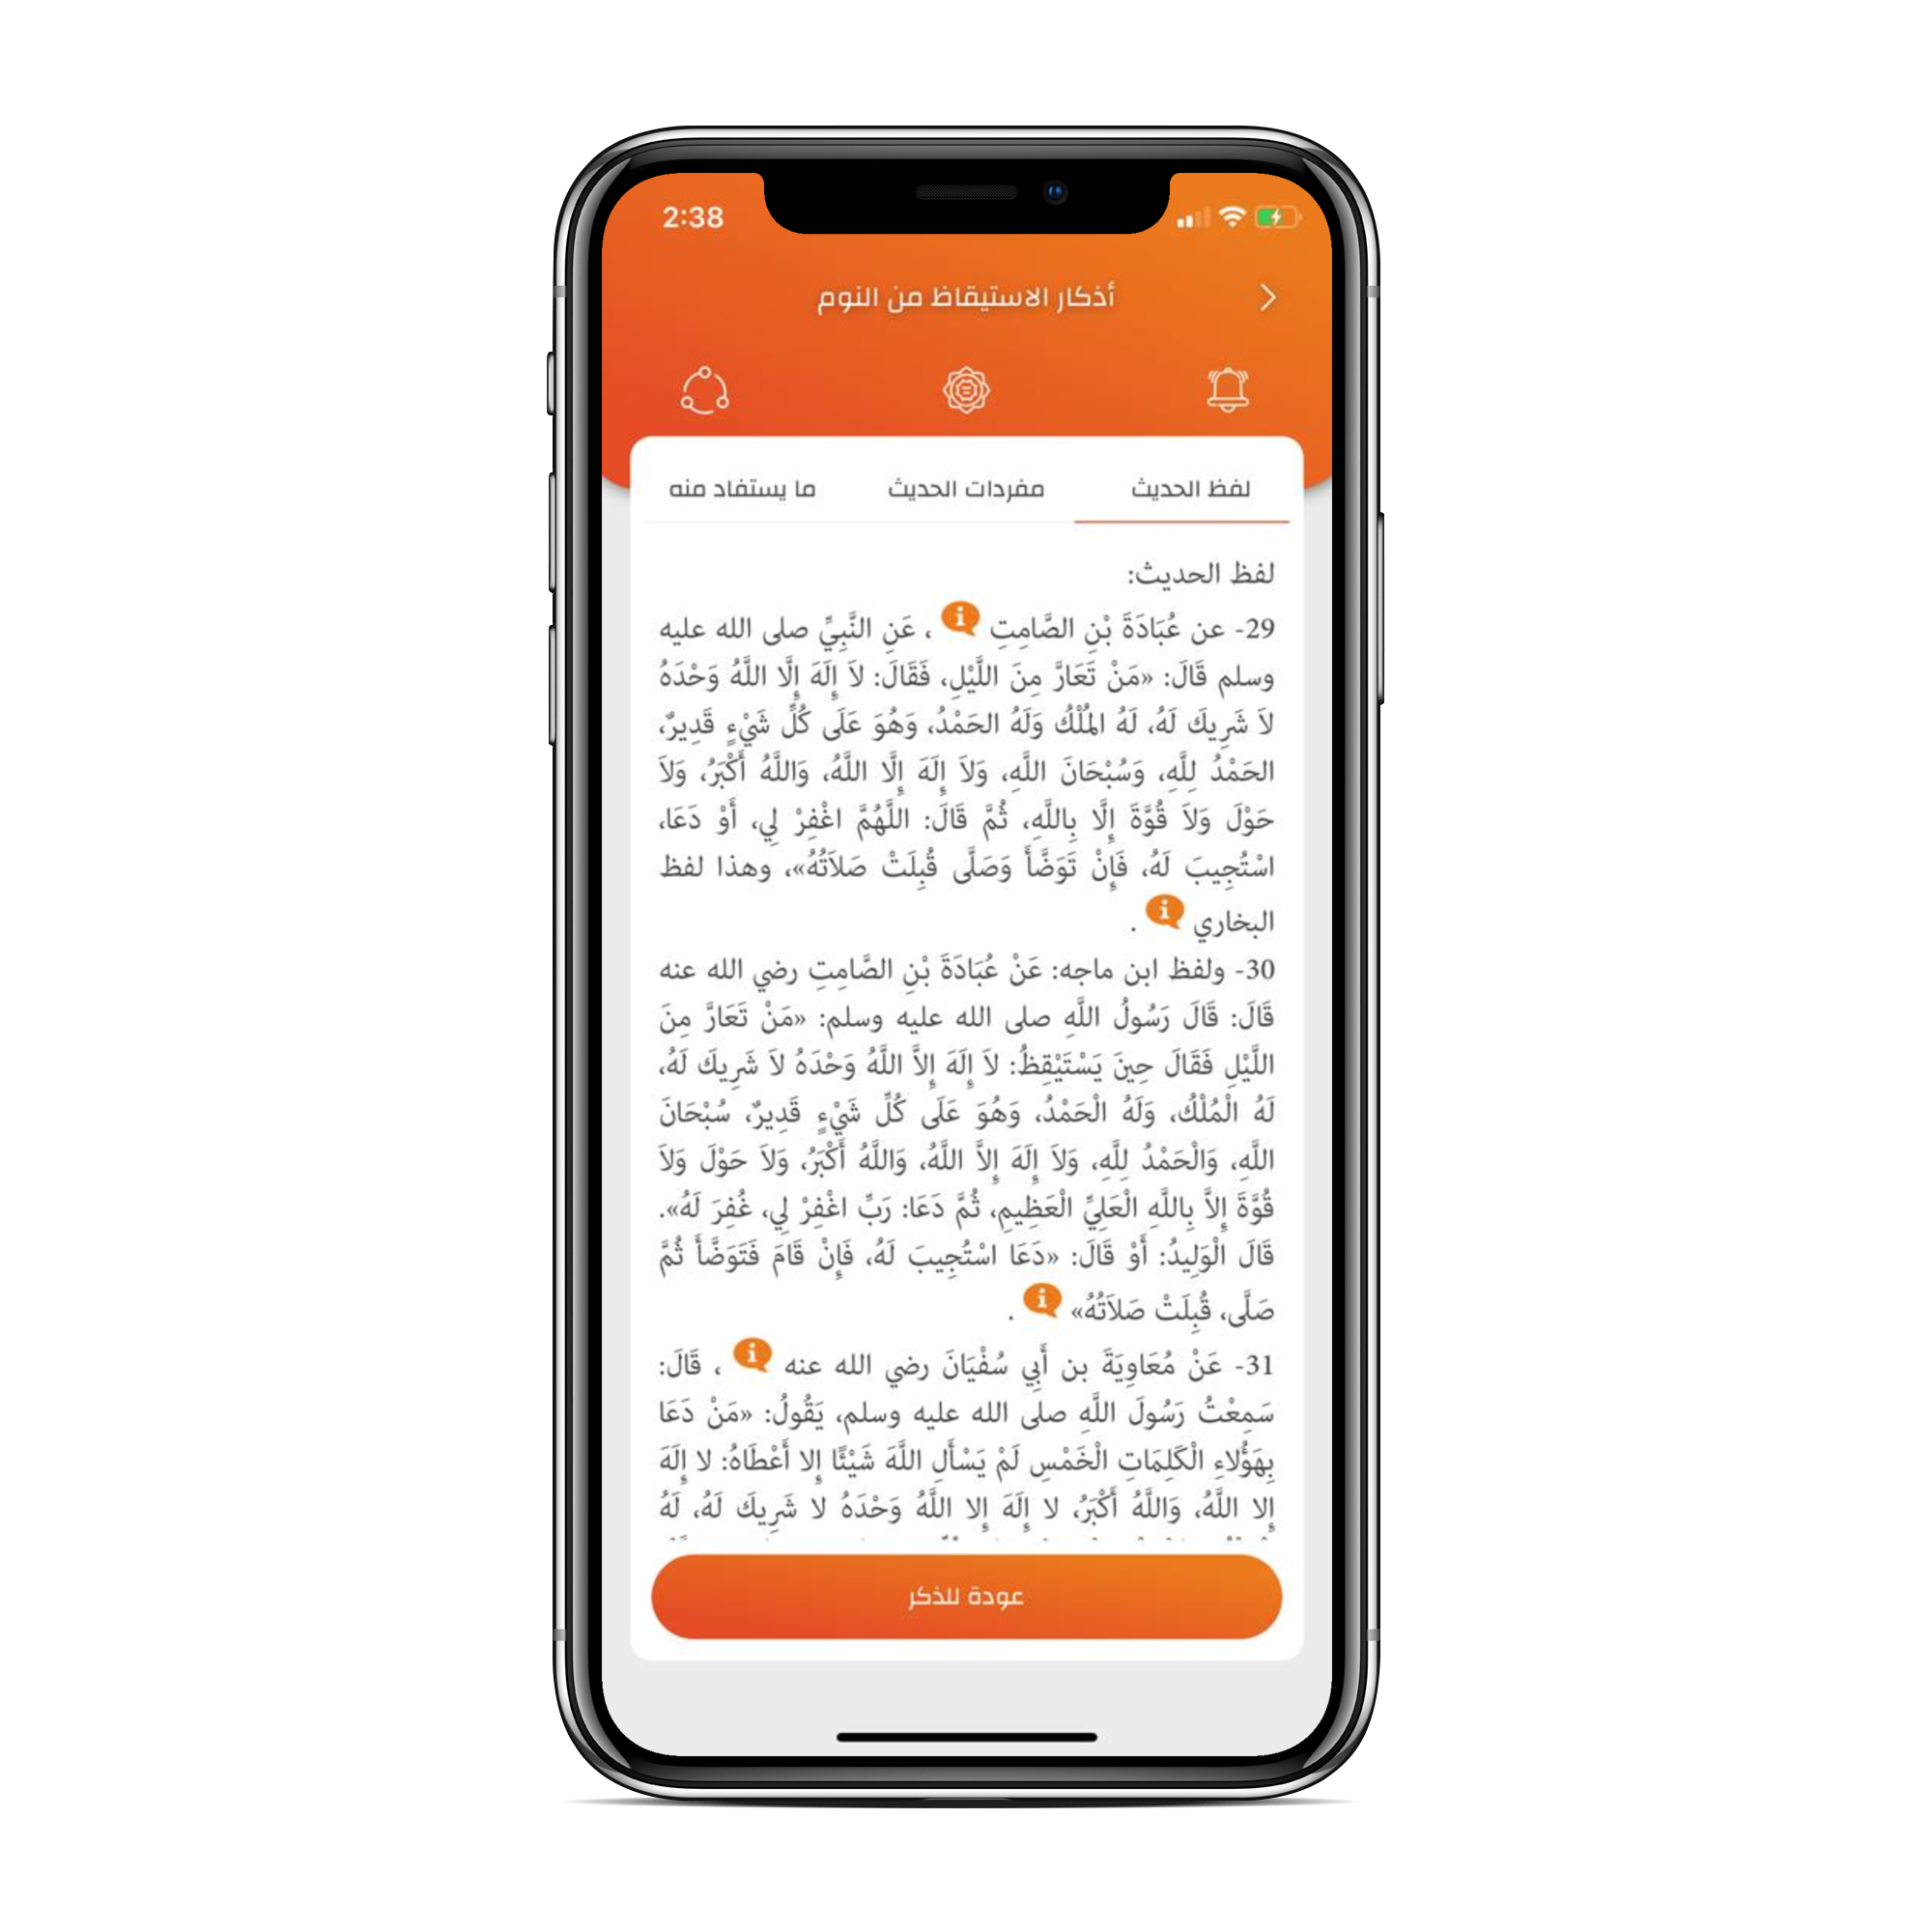 2:38
أذكار الاستيقاظ من النوم
لفظ الحديث
مفردات الحديث
ما يستفاد منه
لفظ الحديث:
29- عن عُبَادَةَ بْنِ الصَّامِتِ ، عَنِ النَّبِيِّ صلى الله عليه
وسلم قَالَ: «مَنْ تَعَارَّ مِنَ اللَّيْلِ، فَقَالَ: لاَ إِلَهَ إِلَّا اللَّهُ وَحْدَهُ
لاَ شَرِيكَ لَهُ، لَهُ المُلْكُ وَلَهُ الحَمْدُ، وَهُوَ عَلَى كُلِّ شَيْءٍ قَدِيرٌ،
الحَمْدُ لِلَّهِ، وَسُبْحَانَ اللَّهِ، وَلاَ إِلَهَ إِلَّا اللَّهُ، وَاللَّهُ أَكْبَرُ، وَلاَ
حَوْلَ وَلاَ قُوَّةَ إِلَّا بِاللَّهِ، ثُمَّ قَالَ: اللَّهُمَّ اغْفِرْ لِي، أَوْ دَعَا،
اسْتُجِيبَ لَهُ، فَإِنْ تَوَضَّأَ وَصَلَّى قُبِلَتْ صَلاَتُهُ»، وهذا لفظ
البخاري .
30- ولفظ ابن ماجه: عَنْ عُبَادَةَ بْنِ الصَّامِتِ رضي الله عنه
قَالَ: قَالَ رَسُولُ اللَّهِ صلى الله عليه وسلم: «مَنْ تَعَارَّ مِنَ
اللَّيْلِ فَقَالَ حِينَ يَسْتَيْقِظُ: لاَ إِلَهَ إِلاَّ اللَّهُ وَحْدَهُ لاَ شَرِيكَ لَهُ،
لَهُ الْمُلْكُ، وَلَهُ الْحَمْدُ، وَهُوَ عَلَى كُلِّ شَيْءٍ قَدِيرٌ، سُبْحَانَ
اللَّهِ، وَالْحَمْدُ لِلَّهِ، وَلاَ إِلَهَ إِلاَّ اللَّهُ، وَاللَّهُ أَكْبَرُ، وَلاَ حَوْلَ وَلاَ
قُوَّةَ إِلاَّ بِاللَّهِ الْعَلِيِّ الْعَظِيمِ، ثُمَّ دَعَا: رَبِّ اغْفِرْ لِي، غُفِرَ لَهُ».
قَالَ الْوَلِيدُ: أَوْ قَالَ: «دَعَا اسْتُجِيبَ لَهُ، فَإِنْ قَامَ فَتَوَضَّأَ ثُمَّ
صَلَّى، قُبِلَتْ صَلاَتُهُ» .
31- عَنْ مُعَاوِيَةَ بن أَبِي سُفْيَانَ رضي الله عنه ، قَالَ:
سَمِعْتُ رَسُولَ اللَّهِ صلى الله عليه وسلم، يَقُولُ: «مَنْ دَعَا
بِهَؤُلاءِ الْكَلِمَاتِ الْخَمْسِ لَمْ يَسْأَلِ اللَّهَ شَيْئًا إِلا أَعْطَاهُ: لا إِلَهَ
إِلا اللَّهُ، وَاللَّهُ أَكْبَرُ، لا إِلَهَ إِلا اللَّهُ وَحْدَهُ لا شَرِيكَ لَهُ، لَهُ
عودة للذكر